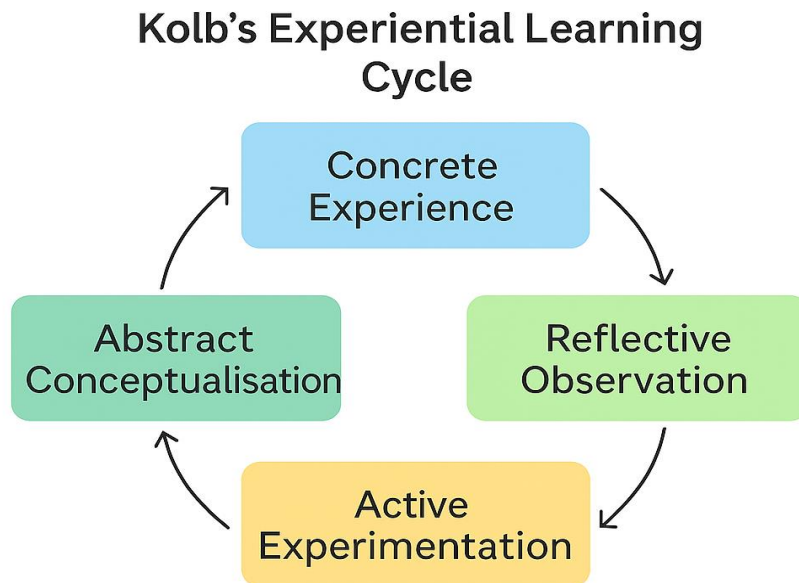 Kolb's Experiential Learning
Cycle
Concrete
Experience
Reflective
Observation
Active
Experimentation
Abstract
Conceptualisation